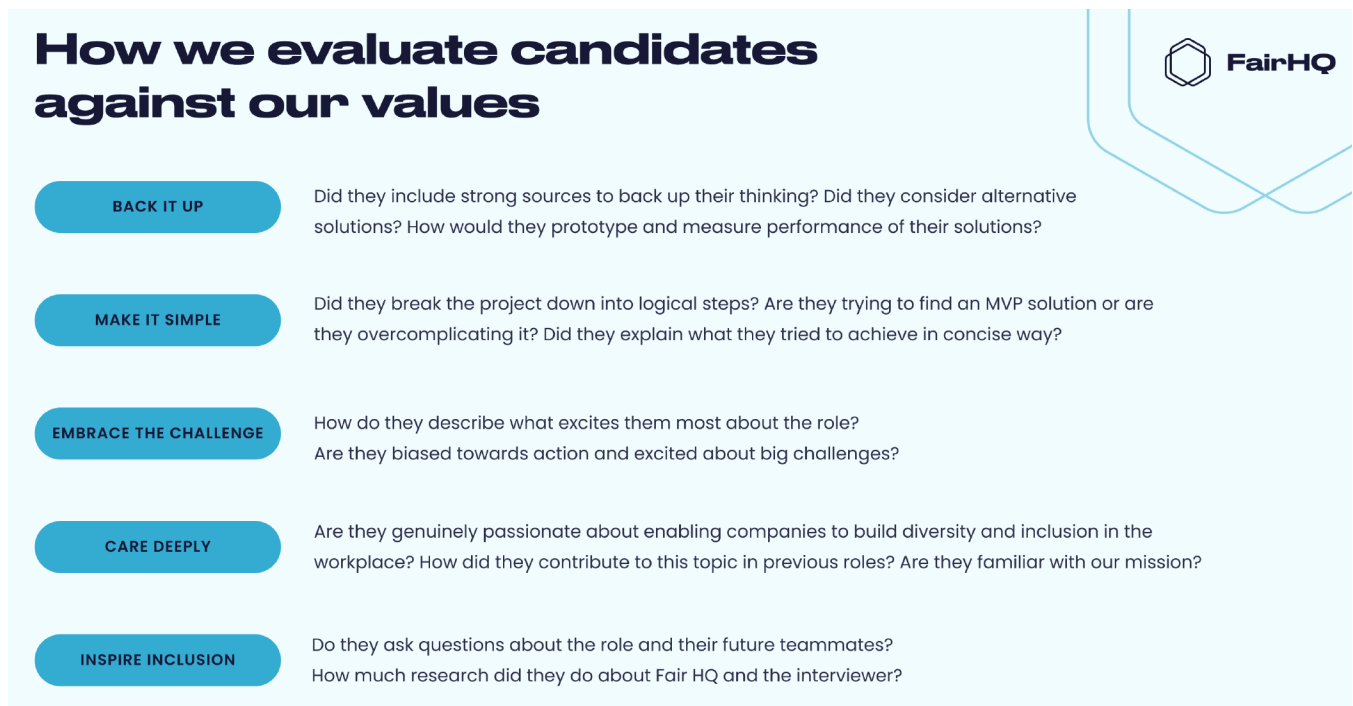 How we evaluate candidates
against our values
FairHQ
BACK IT UP
Did they include strong sources to back up their thinking? Did they consider alternative
solutions? How would they prototype and measure performance of their solutions?
MAKE IT SIMPLE
Did they break the project down into logical steps? Are they trying to find an MVP solution or are
they overcomplicating it? Did they explain what they tried to achieve in concise way?
EMBRACE THE CHALLENGE
How do they describe what excites them most about the role?
Are they biased towards action and excited about big challenges?
CARE DEEPLY
Are they genuinely passionate about enabling companies to build diversity and inclusion in the
workplace? How did they contribute to this topic in previous roles? Are they familiar with our mission?
INSPIRE INCLUSION
Do they ask questions about the role and their future teammates?
How much research did they do about Fair HQ and the interviewer?